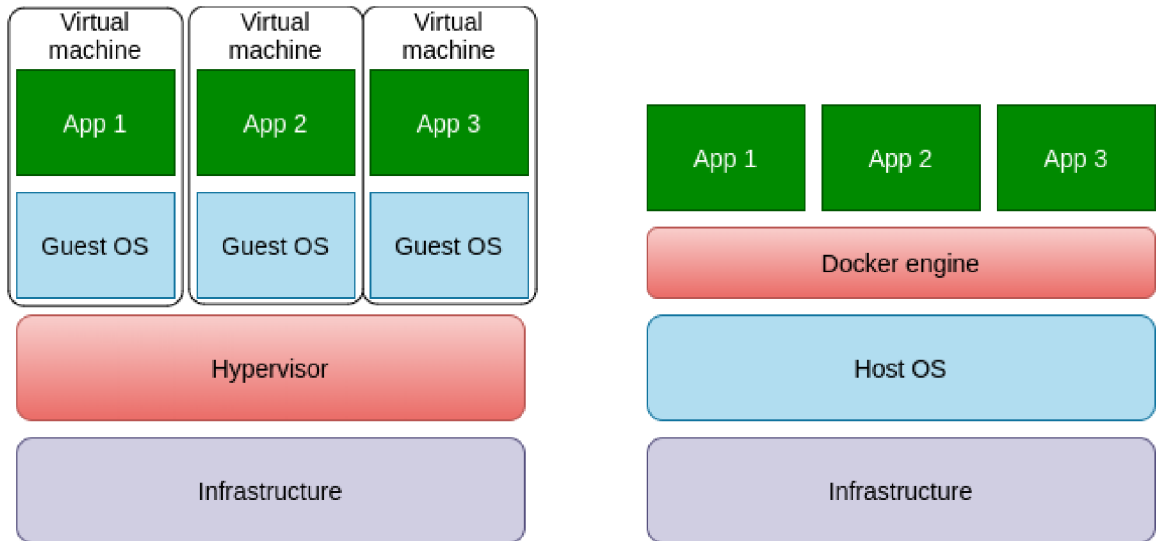 Virtual
machine
Virtual
machine
Virtual
machine
App 1
App 2
App 3
Guest OS
Guest OS
Guest OS
Hypervisor
Infrastructure
App 1
App 2
App 3
Docker engine
Host OS
Infrastructure